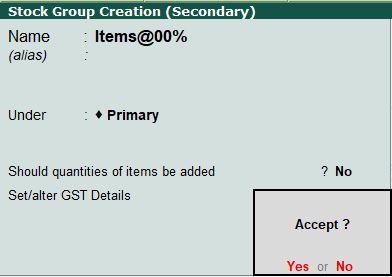 Stock Group Creation (Secondary)
Name : Items@00%
(alias) :
Under : ♦ Primary
Should quantities of items be added ? No
Set/alter GST Details
Accept ?
Yes or No